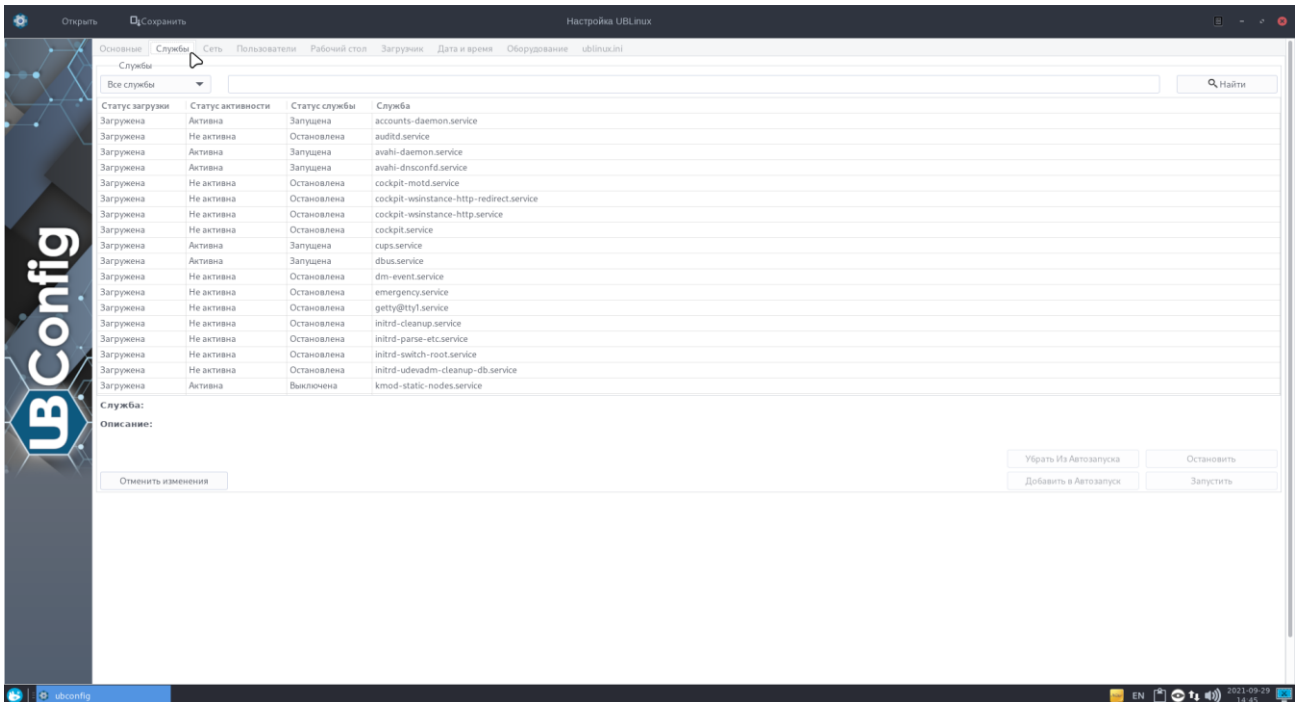 Открыть Сохранить Настройка UBLinux
Основные Службы Сеть Пользователи Рабочий стол Загрузчик Дата и время Оборудование ublinux.ini
Службы
Все службы Найти
Статус загрузки Статус активности Статус службы Служба
Загружена Активна Запущена accounts-daemon.service
Загружена Не активна Остановлена auditd.service
Загружена Активна Запущена avahi-daemon.service
Загружена Активна Запущена avahi-dnsconfd.service
Загружена Не активна Остановлена cockpit-motd.service
Загружена Не активна Остановлена cockpit-wsinstance-http-redirect.service
Загружена Не активна Остановлена cockpit-wsinstance-http.service
Загружена Не активна Остановлена cockpit.service
Загружена Активна Запущена cups.service
Загружена Активна Запущена dbus.service
Загружена Не активна Остановлена dm-event.service
Загружена Не активна Остановлена emergency.service
Загружена Не активна Остановлена getty@tty1.service
Загружена Не активна Остановлена initrd-cleanup.service
Загружена Не активна Остановлена initrd-parse-etc.service
Загружена Не активна Остановлена initrd-switch-root.service
Загружена Не активна Остановлена initrd-udevadm-cleanup-db.service
Загружена Активна Выключена kmod-static-nodes.service
Служба:
Описание:
Убрать Из Автозапуска Остановить
Отменить изменения Добавить в Автозапуск Запустить
UBConfig
ubconfig EN 2021-09-29
14:45